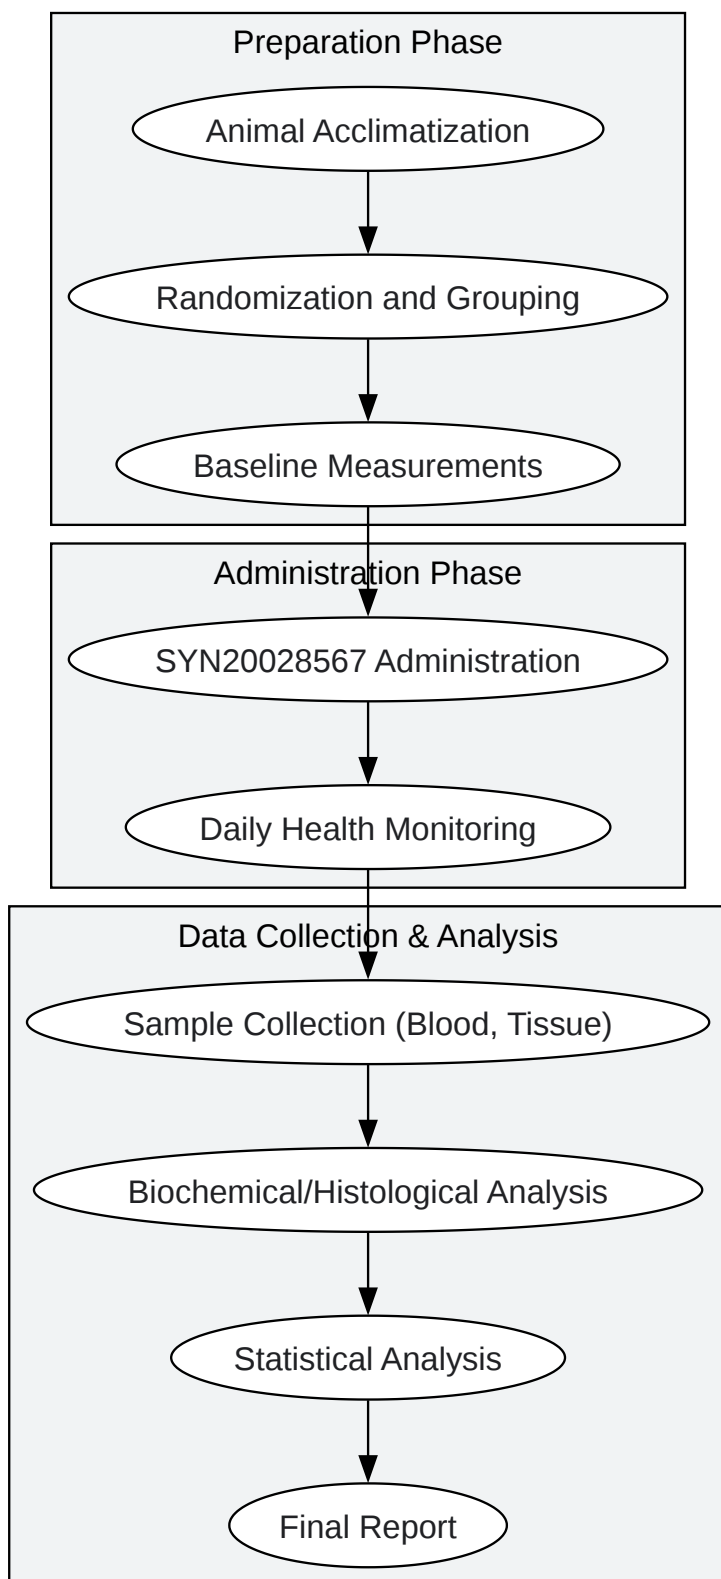 Preparation Phase
Animal Acclimatization
Randomization and Grouping
Baseline Measurements
Administration Phase
SYN20028567 Administration
Daily Health Monitoring
Data Collection & Analysis
Sample Collection (Blood, Tissue)
Biochemical/Histological Analysis
Statistical Analysis
Final Report